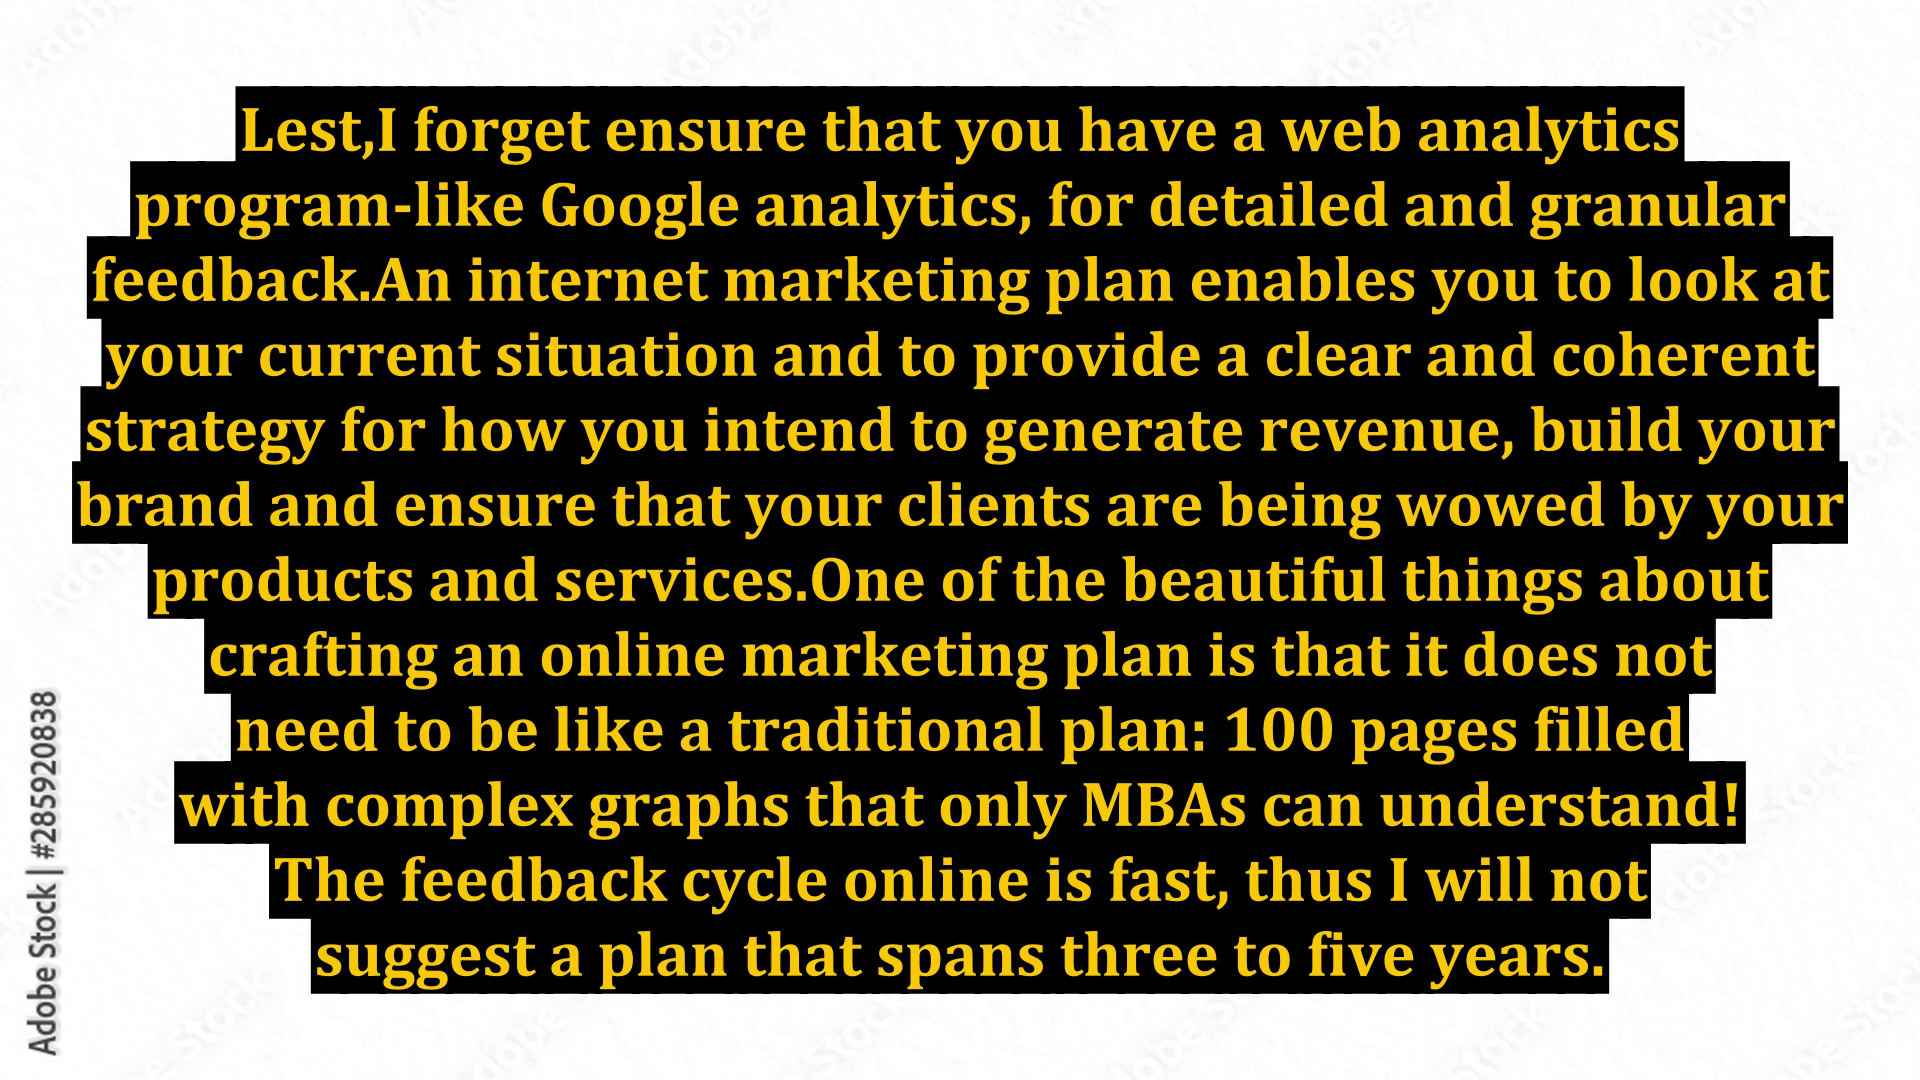 Lest,I forget ensure that you have a web analytics
program-like Google analytics, for detailed and granular
feedback.An internet marketing plan enables you to look at
your current situation and to provide a clear and coherent
strategy for how you intend to generate revenue, build your
brand and ensure that your clients are being wowed by your
products and services.One of the beautiful things about
crafting an online marketing plan is that it does not
need to be like a traditional plan: 100 pages filled
with complex graphs that only MBAs can understand!
The feedback cycle online is fast, thus I will not
suggest a plan that spans three to five years.
Adobe Stock | #285920838